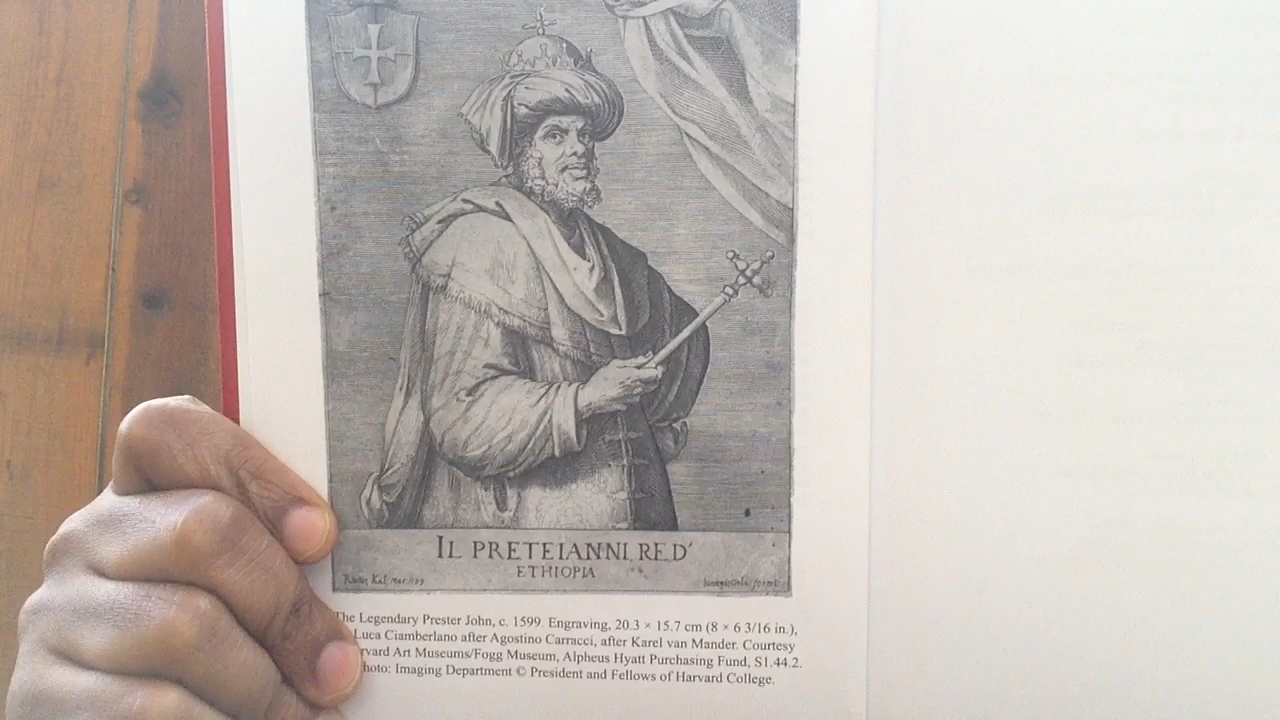 IL PRETEIANNI. RE D'
ETHIOPIA
The Legendary Prester John, c. 1599. Engraving, 20.3 × 15.7 cm (8 × 6 3/16 in.),
Luca Ciamberlano after Agostino Carracci, after Karel van Mander. Courtesy
rvard Art Museums/Fogg Museum, Alpheus Hyatt Purchasing Fund, S1.44.2.
hoto: Imaging Department © President and Fellows of Harvard College.